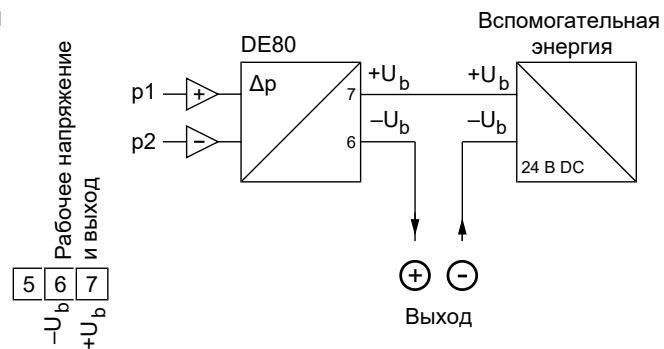 Вспомогательная
энергия
DE80
Δp
7
+U_b
+U_b
p1
+
p2
−
6
–U_b
–U_b
24 В DC
+
-
Выход
Рабочее напряжение
и выход
5 6 7
–U_b
+U_b